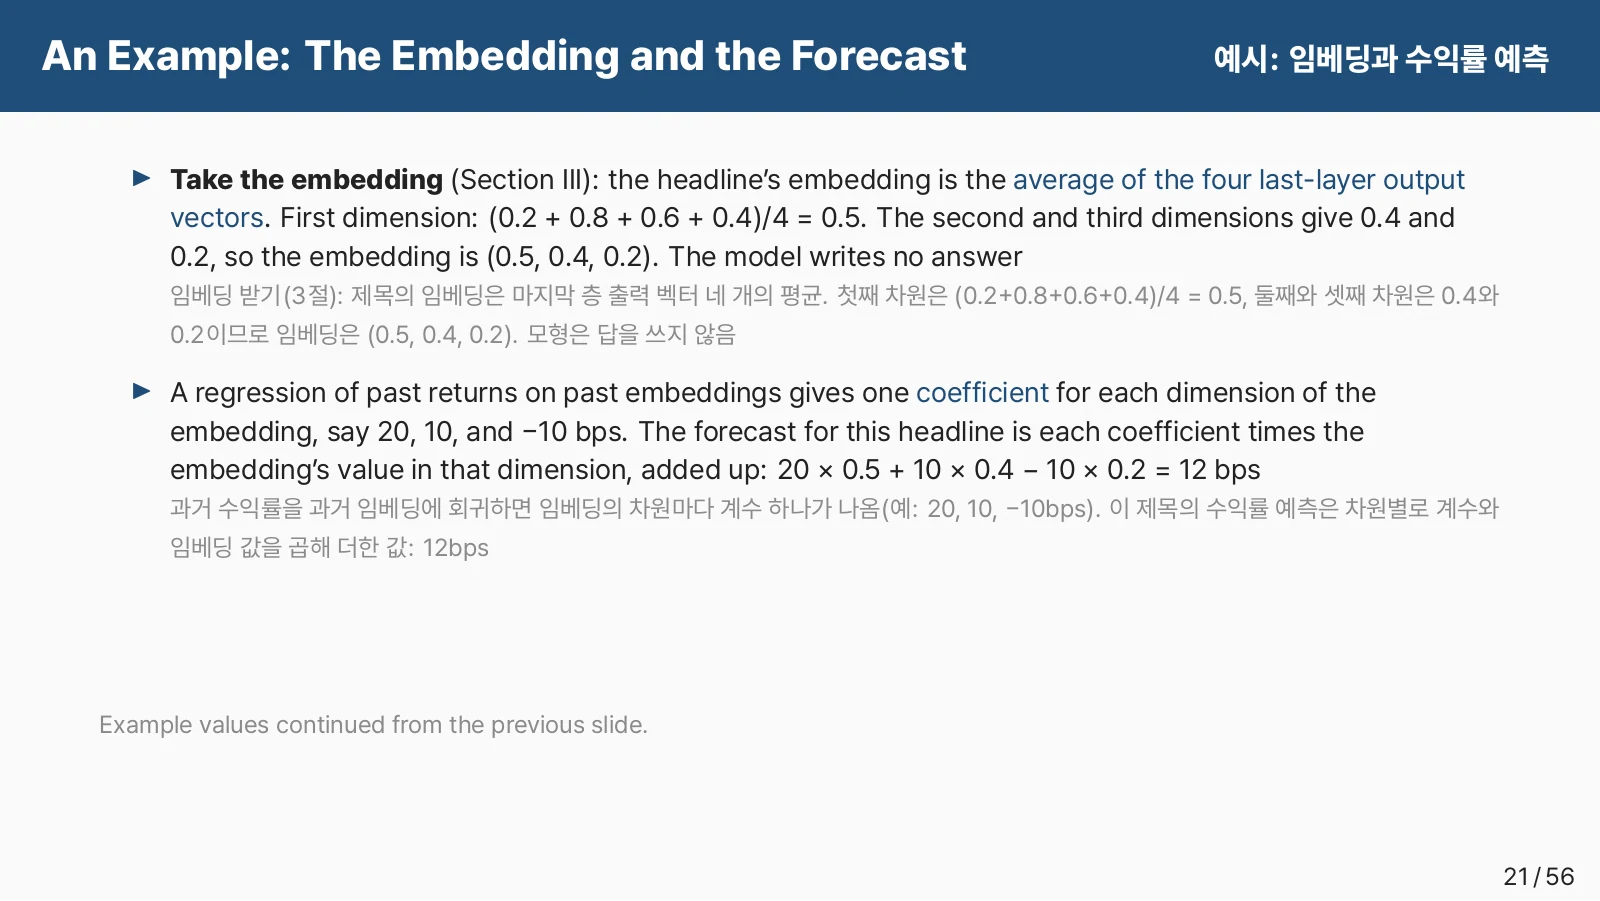 An Example: The Embedding and the Forecast
예시: 임베딩과 수익률 예측
► Take the embedding (Section III): the headline’s embedding is the average of the four last-layer output
vectors. First dimension: (0.2 + 0.8 + 0.6 + 0.4)/4 = 0.5. The second and third dimensions give 0.4 and
0.2, so the embedding is (0.5, 0.4, 0.2). The model writes no answer
임베딩 받기(3절): 제목의 임베딩은 마지막 층 출력 벡터 네 개의 평균. 첫째 차원은 (0.2+0.8+0.6+0.4)/4 = 0.5, 둘째와 셋째 차원은 0.4와
0.2이므로 임베딩은 (0.5, 0.4, 0.2). 모형은 답을 쓰지 않음
► A regression of past returns on past embeddings gives one coefficient for each dimension of the
embedding, say 20, 10, and −10 bps. The forecast for this headline is each coefficient times the
embedding’s value in that dimension, added up: 20 × 0.5 + 10 × 0.4 − 10 × 0.2 = 12 bps
과거 수익률을 과거 임베딩에 회귀하면 임베딩의 차원마다 계수 하나가 나옴(예: 20, 10, −10bps). 이 제목의 수익률 예측은 차원별로 계수와
임베딩 값을 곱해 더한 값: 12bps
Example values continued from the previous slide.
21 / 56